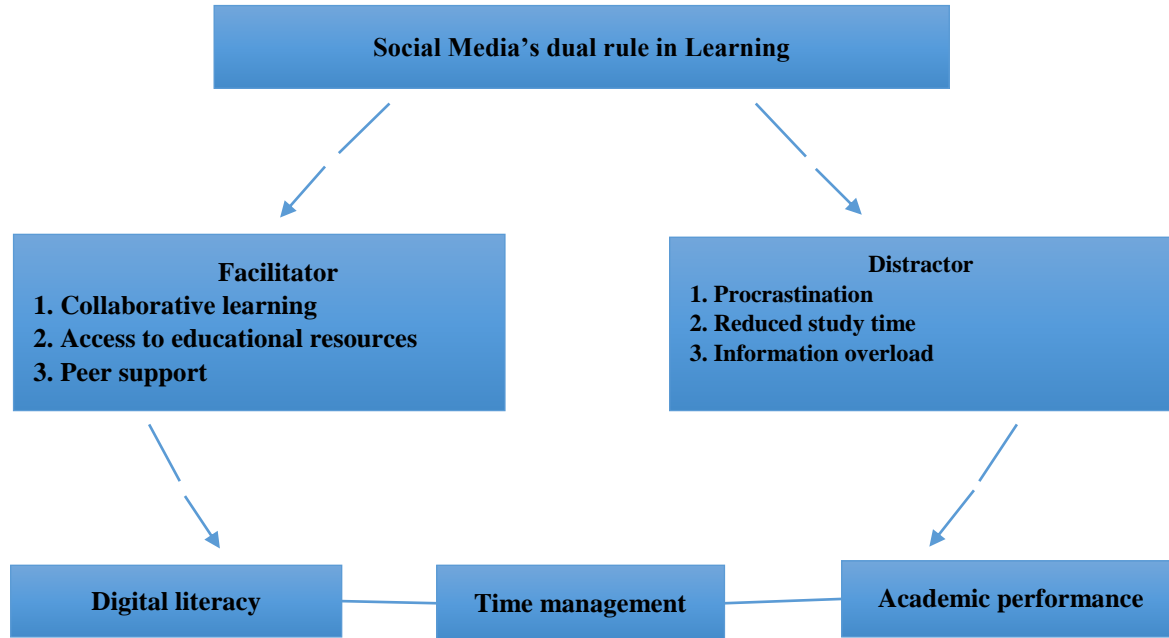 Social Media’s dual rule in Learning
Facilitator
1. Collaborative learning
2. Access to educational resources
3. Peer support
Distractor
1. Procrastination
2. Reduced study time
3. Information overload
Digital literacy
Time management
Academic performance